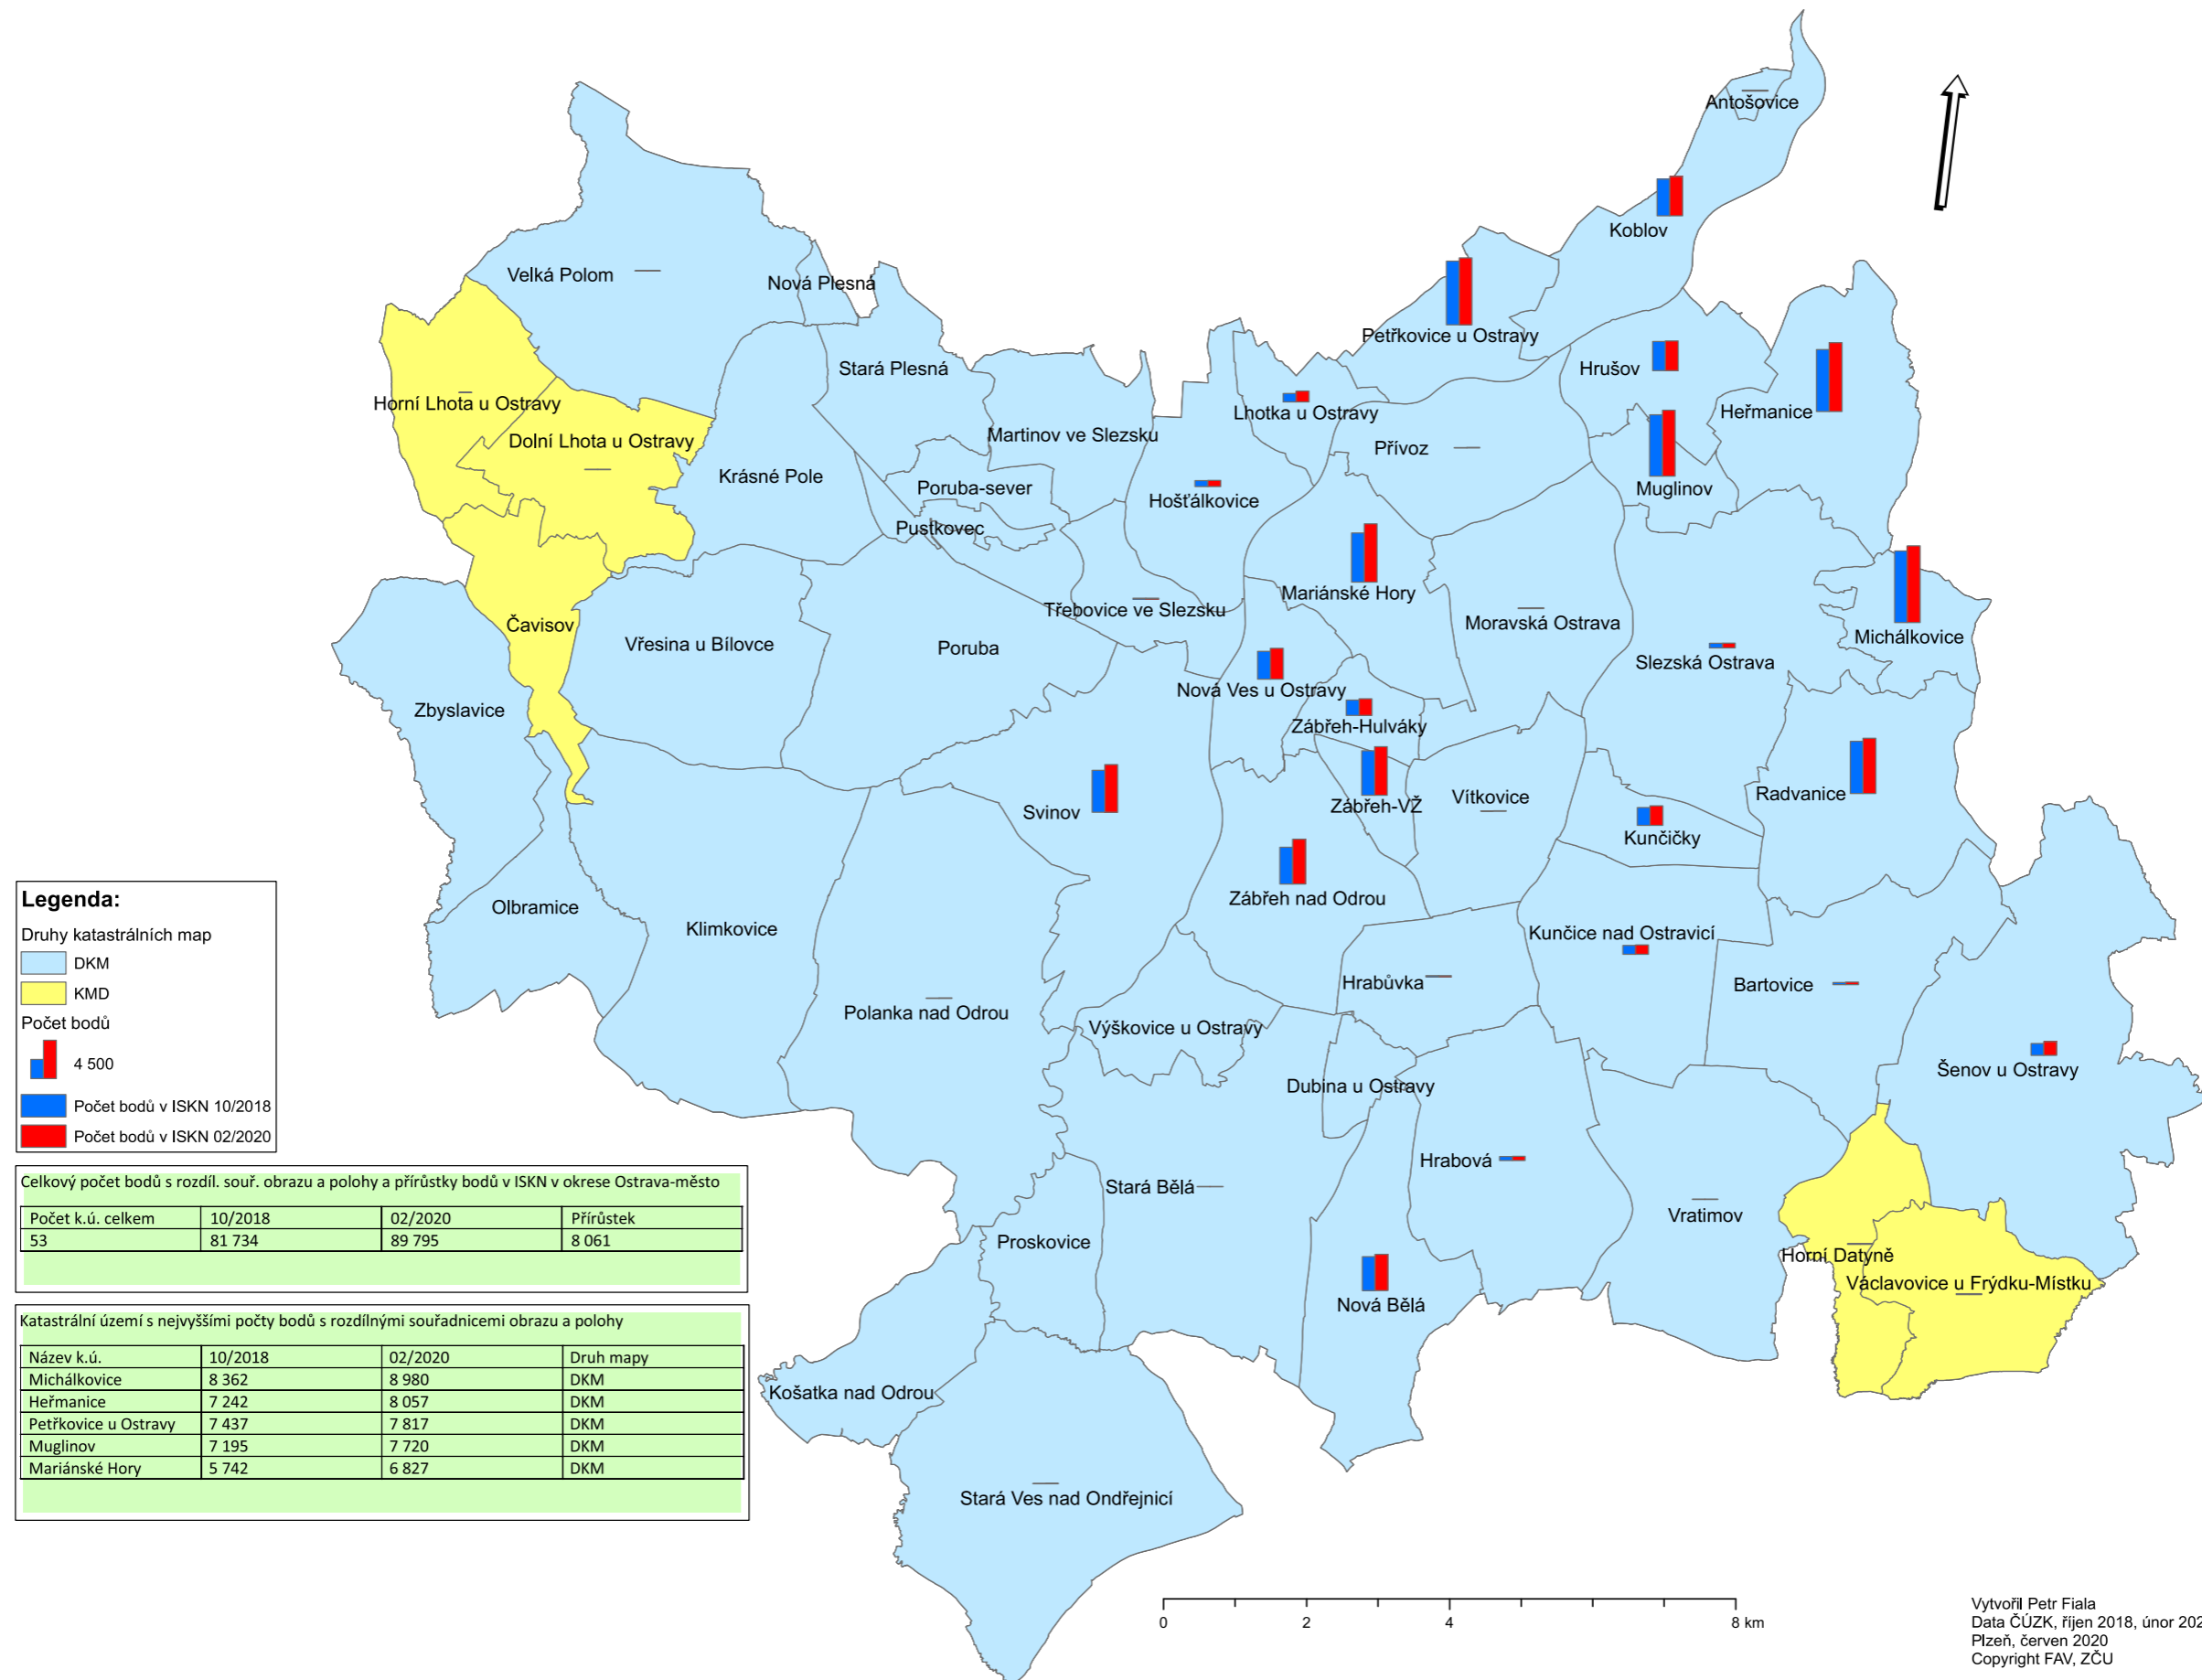 Antošovice
Koblov
Velká Polom
Nová Plesná
Petřkovice u Ostravy
Stará Plesná
Hrušov
Horní Lhota u Ostravy
Lhotka u Ostravy
Heřmanice
Dolní Lhota u Ostravy
Martinov ve Slezsku
Přívoz
Krásné Pole
Poruba-sever
Hošťálkovice
Muglinov
Pustkovec
Mariánské Hory
Třebovice ve Slezsku
Čavisov
Moravská Ostrava
Michálkovice
Vřesina u Bílovce
Poruba
Slezská Ostrava
Nová Ves u Ostravy
Zbyslavice
Zábřeh-Hulváky
Svinov
Zábřeh-VŽ
Vítkovice
Radvanice
Kunčičky
Zábřeh nad Odrou
Olbramice
Klimkovice
Kunčice nad Ostravicí
Hrabůvka
Bartovice
Polanka nad Odrou
Výškovice u Ostravy
Šenov u Ostravy
Dubina u Ostravy
Stará Bělá
Hrabová
Vratimov
Proskovice
Horní Datyně
Václavovice u Frýdku-Místku
Nová Bělá
Košatka nad Odrou
Stará Ves nad Ondřejnicí
Legenda:
Druhy katastrálních map
DKM
KMD
Počet bodů
4 500
Počet bodů v ISKN 10/2018
Počet bodů v ISKN 02/2020
Celkový počet bodů s rozdíl. souř. obrazu a polohy a přírůstky bodů v ISKN v okrese Ostrava-město
Počet k.ú. celkem 10/2018 02/2020 Přírůstek
53 81 734 89 795 8 061
Katastrální území s nejvyššími počty bodů s rozdílnými souřadnicemi obrazu a polohy
Název k.ú. 10/2018 02/2020 Druh mapy
Michálkovice 8 362 8 980 DKM
Heřmanice 7 242 8 057 DKM
Petřkovice u Ostravy 7 437 7 817 DKM
Muglinov 7 195 7 720 DKM
Mariánské Hory 5 742 6 827 DKM
0 2 4 8 km
Vytvořil Petr Fiala
Data ČÚZK, říjen 2018, únor 202
Plzeň, červen 2020
Copyright FAV, ZČU